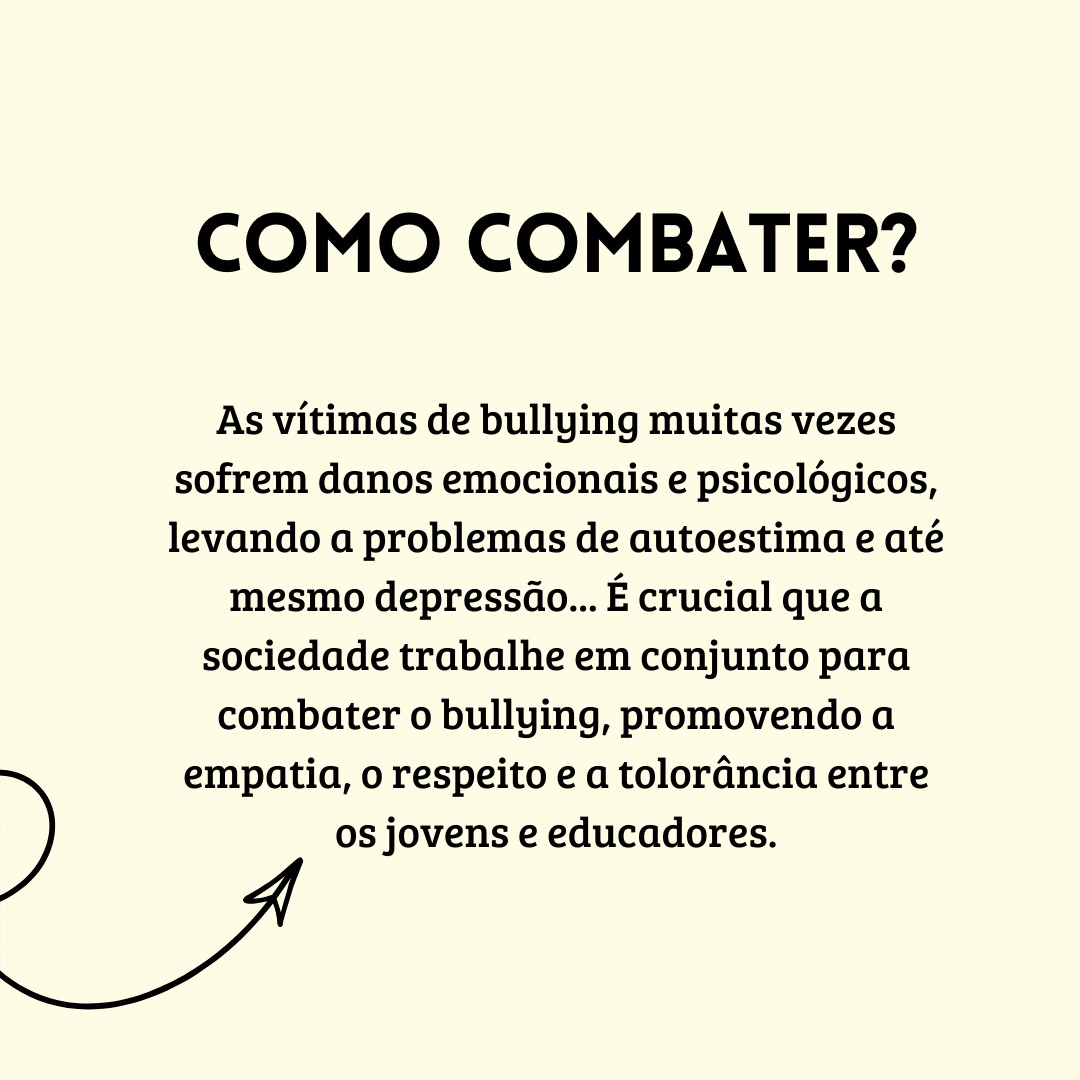 COMO COMBATER?
As vítimas de bullying muitas vezes
sofrem danos emocionais e psicológicos,
levando a problemas de autoestima e até
mesmo depressão... É crucial que a
sociedade trabalhe em conjunto para
combater o bullying, promovendo a
empatia, o respeito e a tolorância entre
os jovens e educadores.